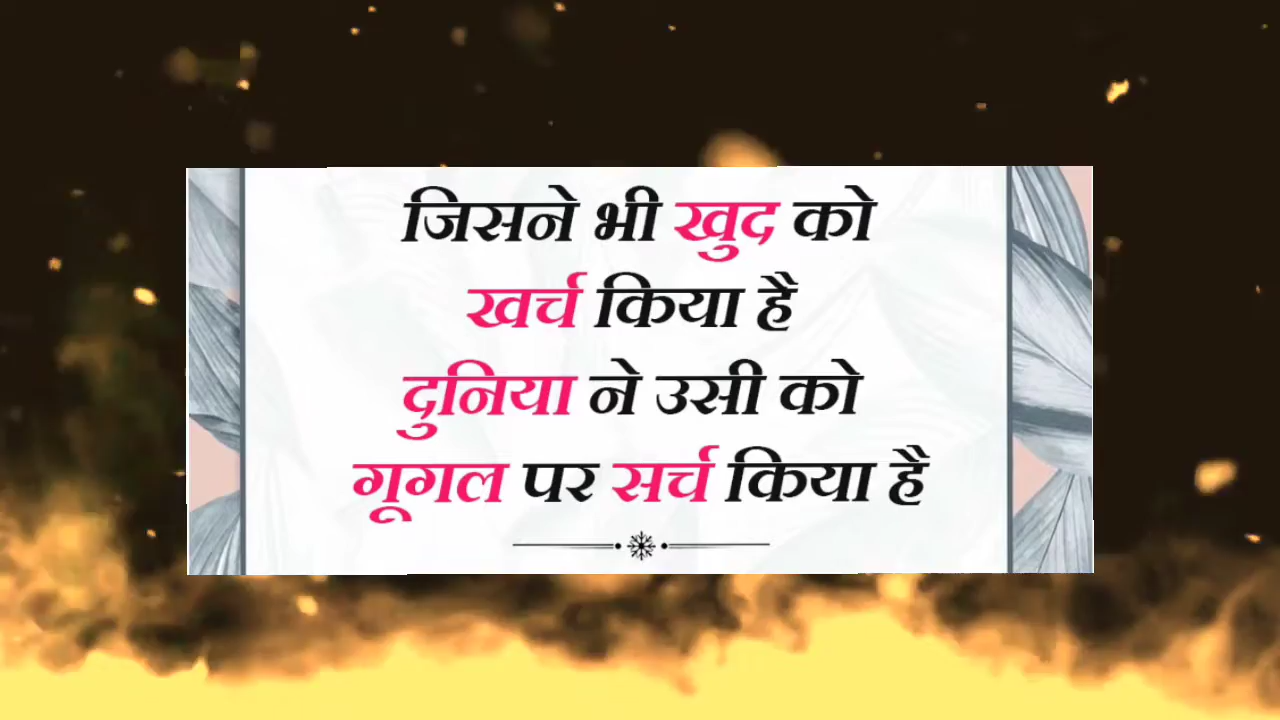 जिसने भी खुद को
खर्च किया है
दुनिया ने उसी को
गूगल पर सर्च किया है